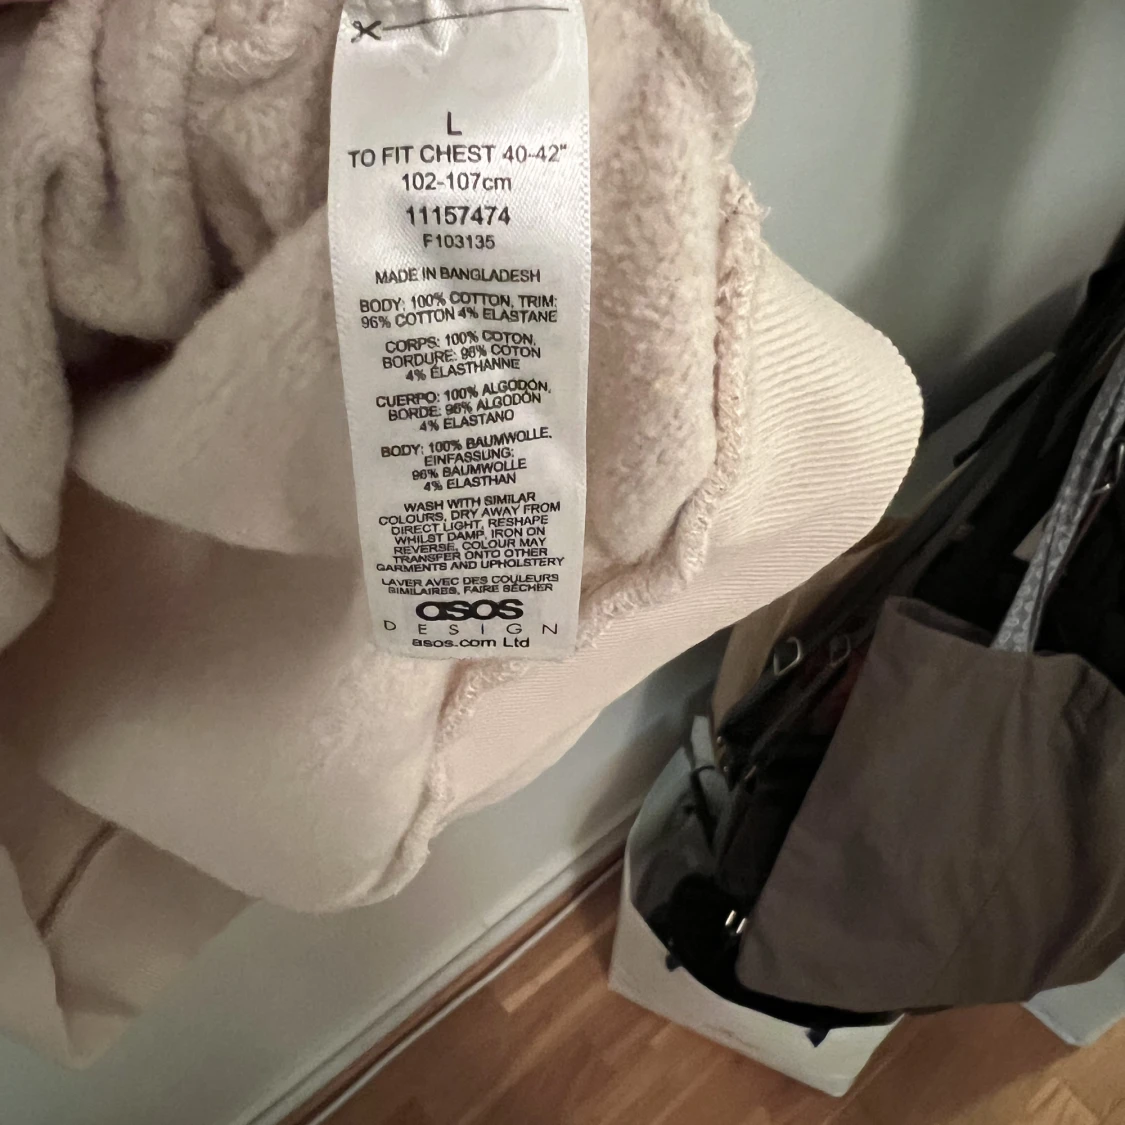 L
TO FIT CHEST 40-42"
102-107cm
11157474
F103135
MADE IN BANGLADESH
BODY: 100% COTTON, TRIM:
96% COTTON 4% ELASTANE
CORPS: 100% COTON,
BORDURE: 96% COTON
4% ÉLASTHANNE
CUERPO: 100% ALGODÓN,
BORDE: 96% ALGODÓN
4% ELASTANO
BODY: 100% BAUMWOLLE,
EINFASSUNG:
96% BAUMWOLLE
4% ELASTHAN
WASH WITH SIMILAR
COLOURS, DRY AWAY FROM
DIRECT LIGHT, RESHAPE
WHILST DAMP, IRON ON
REVERSE, COLOUR MAY
TRANSFER ONTO OTHER
GARMENTS AND UPHOLSTERY
LAVER AVEC DES COULEURS
SIMILAIRES, FAIRE SÉCHER
asos
DESIGN
asos.com Ltd